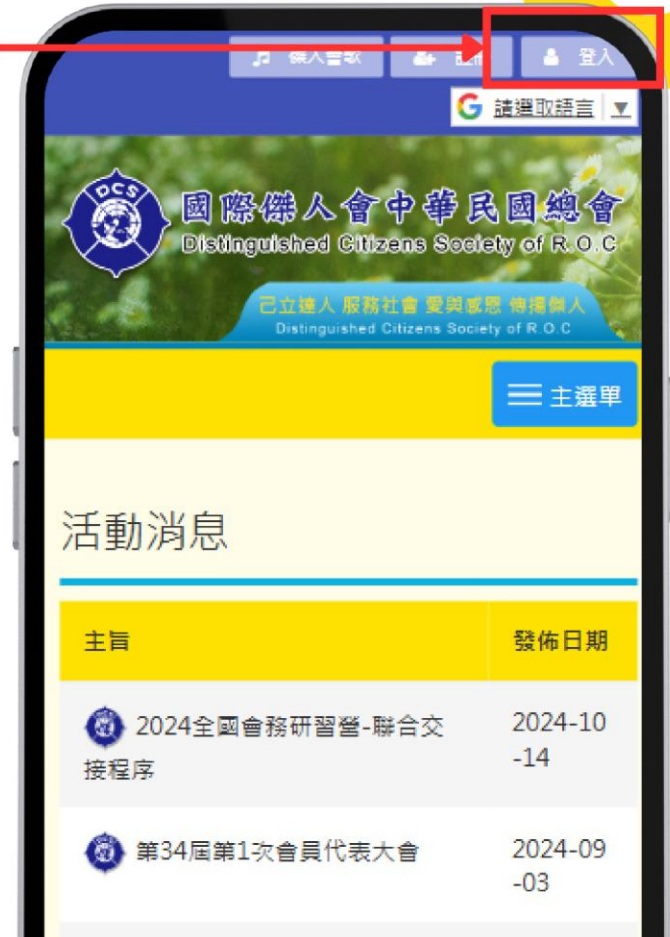 傑人會歌 登入
請選取語言 ▼
DCS
國際傑人會中華民國總會
Distinguished Citizens Society of R.O.C
己立達人 服務社會 愛與感恩 傳揚傑人
Distinguished Citizens Society of R.O.C
主選單
活動消息
主旨 發佈日期
2024全國會務研習營-聯合交 2024-10
接程序 -14
第34屆第1次會員代表大會 2024-09
-03